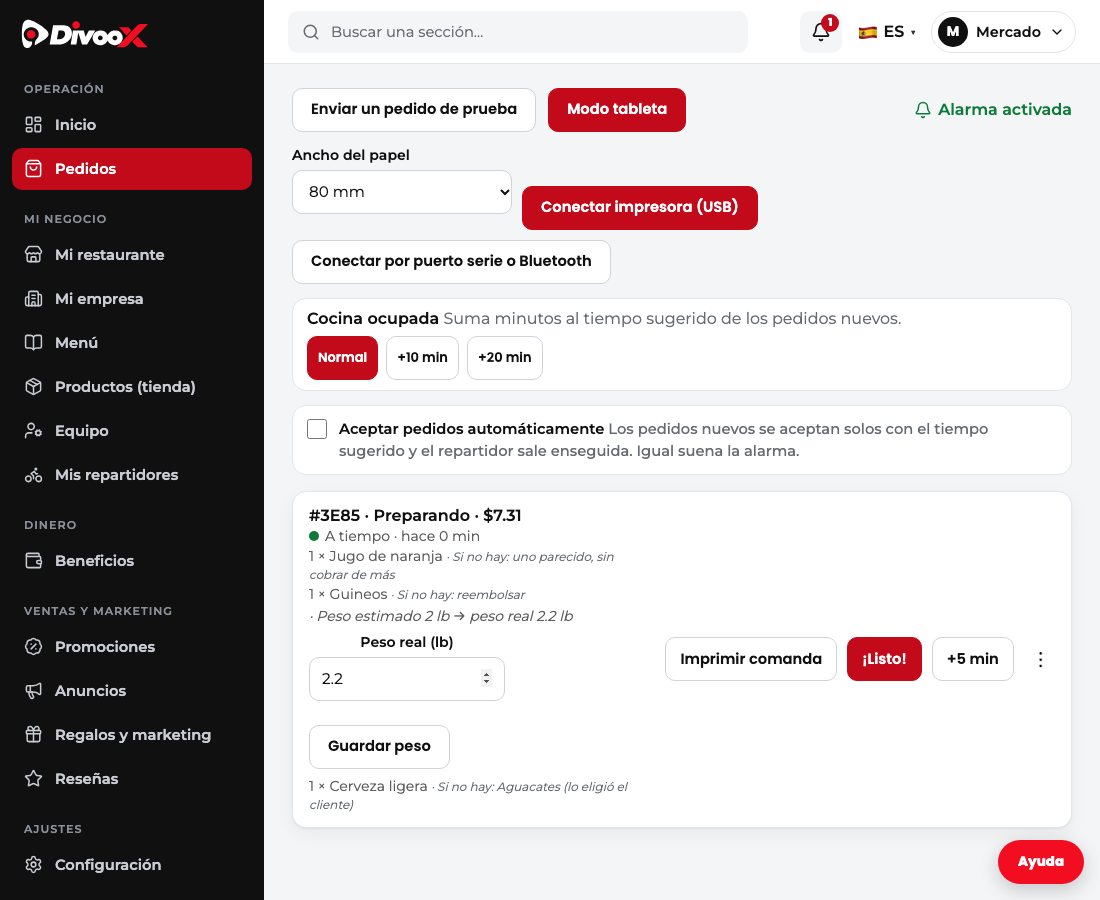 DivooX
Buscar una sección...
1
ES
M
Mercado
OPERACIÓN
Inicio
Pedidos
MI NEGOCIO
Mi restaurante
Mi empresa
Menú
Productos (tienda)
Equipo
Mis repartidores
DINERO
Beneficios
VENTAS Y MARKETING
Promociones
Anuncios
Regalos y marketing
Reseñas
AJUSTES
Configuración
Enviar un pedido de prueba
Modo tableta
Alarma activada
Ancho del papel
80 mm
Conectar impresora (USB)
Conectar por puerto serie o Bluetooth
Cocina ocupada Suma minutos al tiempo sugerido de los pedidos nuevos.
Normal
+10 min
+20 min
Aceptar pedidos automáticamente Los pedidos nuevos se aceptan solos con el tiempo
sugerido y el repartidor sale enseguida. Igual suena la alarma.
#3E85 · Preparando · $7.31
A tiempo · hace 0 min
1 × Jugo de naranja · Si no hay: uno parecido, sin
cobrar de más
1 × Guineos · Si no hay: reembolsar
· Peso estimado 2 lb → peso real 2.2 lb
Peso real (lb)
2.2
Guardar peso
1 × Cerveza ligera · Si no hay: Aguacates (lo eligió el
cliente)
Imprimir comanda
¡Listo!
+5 min
Ayuda